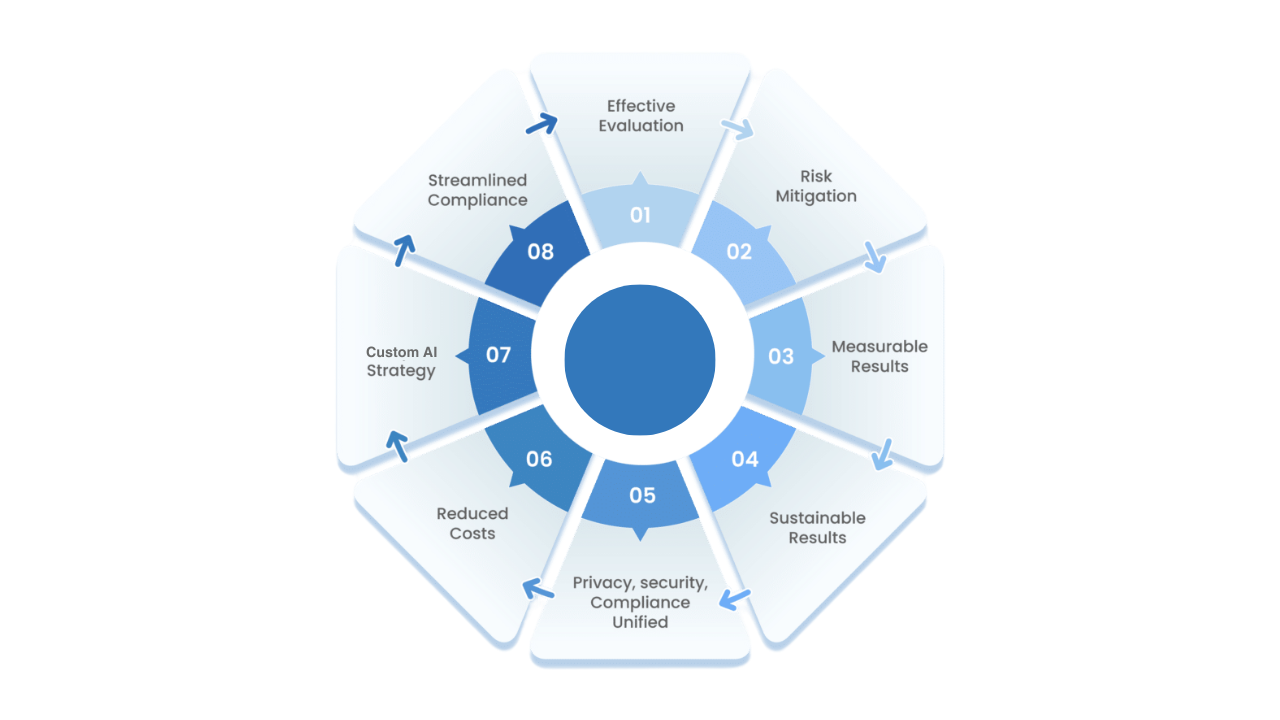 Effective
Evaluation
01
Risk
Mitigation
02
Measurable
Results
03
Sustainable
Results
04
Privacy, security,
Compliance
Unified
05
Reduced
Costs
06
Custom AI
Strategy
07
Streamlined
Compliance
08